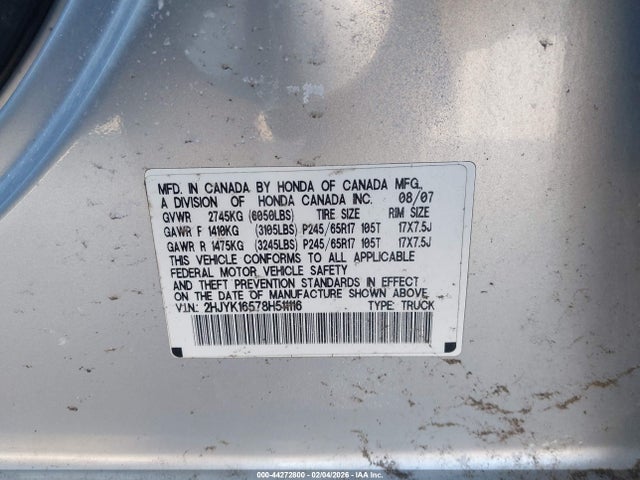 MFD. IN CANADA BY HONDA OF CANADA MFG.,
A DIVISION OF HONDA CANADA INC. 08/07
GVWR 2745KG (6050LBS) TIRE SIZE RIM SIZE
GAWR F 1410KG (3105LBS) P245/65R17 105T 17X7.5J
GAWR R 1475KG (3245LBS) P245/65R17 105T 17X7.5J
THIS VEHICLE CONFORMS TO ALL APPLICABLE
FEDERAL MOTOR VEHICLE SAFETY
AND THEFT PREVENTION STANDARDS IN EFFECT
ON THE DATE OF MANUFACTURE SHOWN ABOVE.
V.I.N.: 2HJYK16578H511116 TYPE: TRUCK
000-44272800 - 02/04/2026 - IAA Inc.